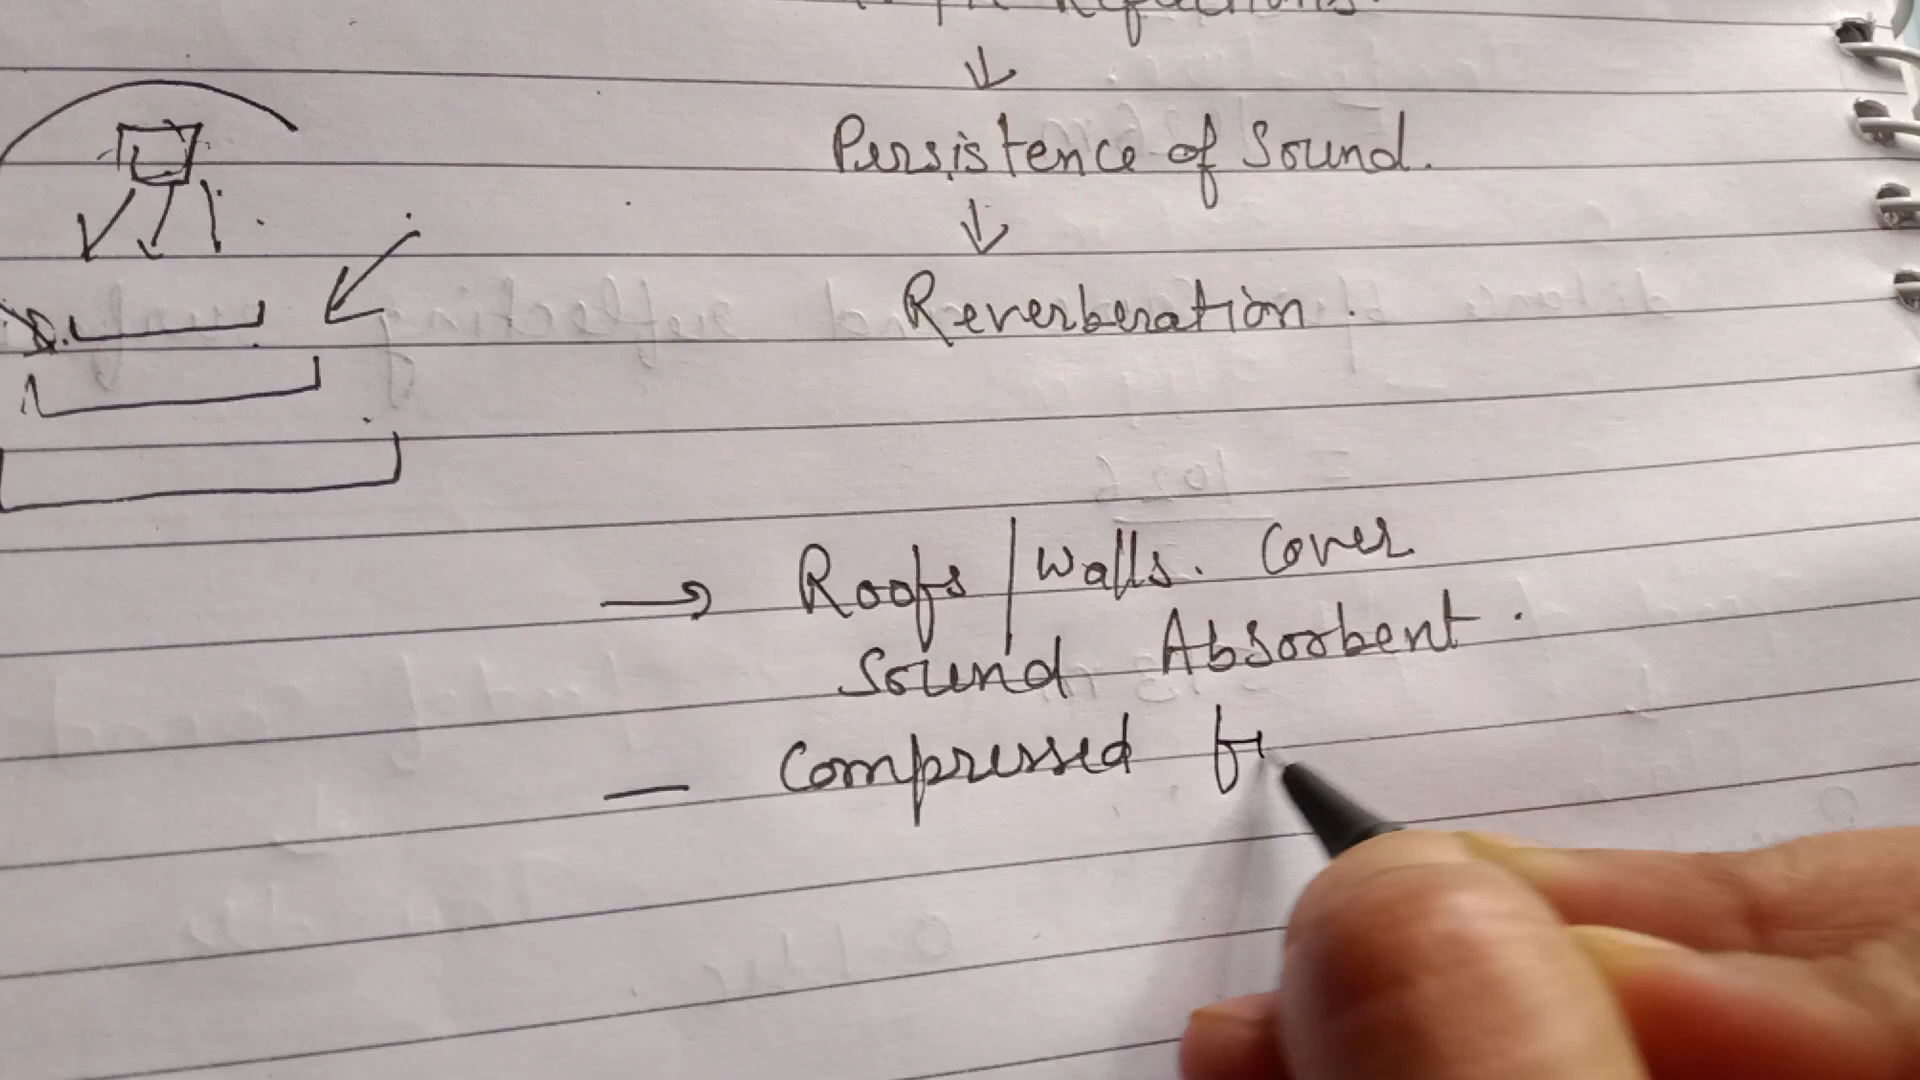 ↓
Persistence of Sound.
↓
Reverberation.
→ Roofs / Walls. Cover
Sound Absorbent.
— Compressed